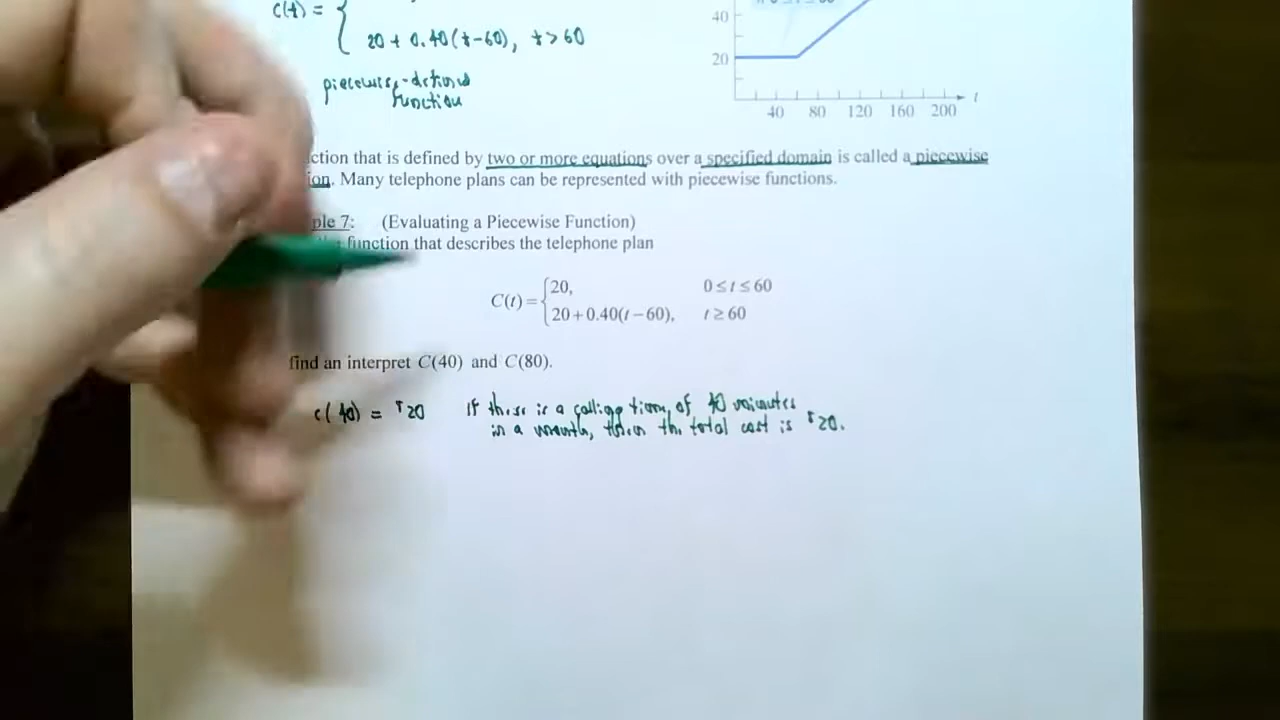 C(t) = {
20 + 0.40(t-60), t>60
piecewise-defined
function
40
20
40 80 120 160 200 t
ction that is defined by two or more equations over a specified domain is called a piecewise
ion. Many telephone plans can be represented with piecewise functions.
ple 7: (Evaluating a Piecewise Function)
function that describes the telephone plan
C(t) = { 20, 0 ≤ t ≤ 60
20 + 0.40(t − 60), t ≥ 60
find an interpret C(40) and C(80).
C(40) = $20 If there is a calling time of 40 minutes
in a month, then the total cost is $20.